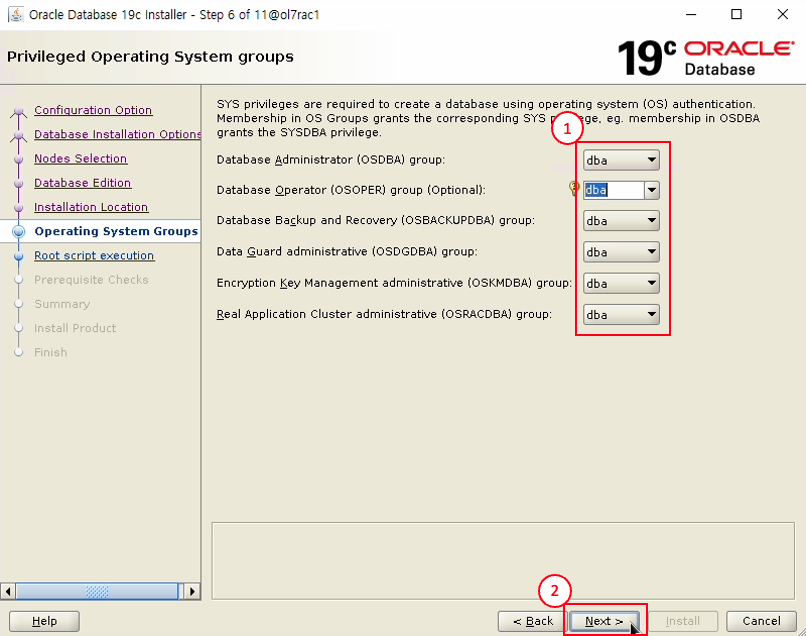 Oracle Database 19c Installer - Step 6 of 11@ol7rac1
Privileged Operating System groups
19c ORACLE
Database
Configuration Option
Database Installation Options
Nodes Selection
Database Edition
Installation Location
Operating System Groups
Root script execution
Prerequisite Checks
Summary
Install Product
Finish
SYS privileges are required to create a database using operating system (OS) authentication.
Membership in OS Groups grants the corresponding SYS ege, eg. membership in OSDBA
grants the SYSDBA privilege.
1
Database Administrator (OSDBA) group: dba
Database Operator (OSOPER) group (Optional): dba
Database Backup and Recovery (OSBACKUPDBA) group: dba
Data Guard administrative (OSDGDBA) group: dba
Encryption Key Management administrative (OSKMDBA) group: dba
Real Application Cluster administrative (OSRACDBA) group: dba
2
Help < Back Next > Install Cancel